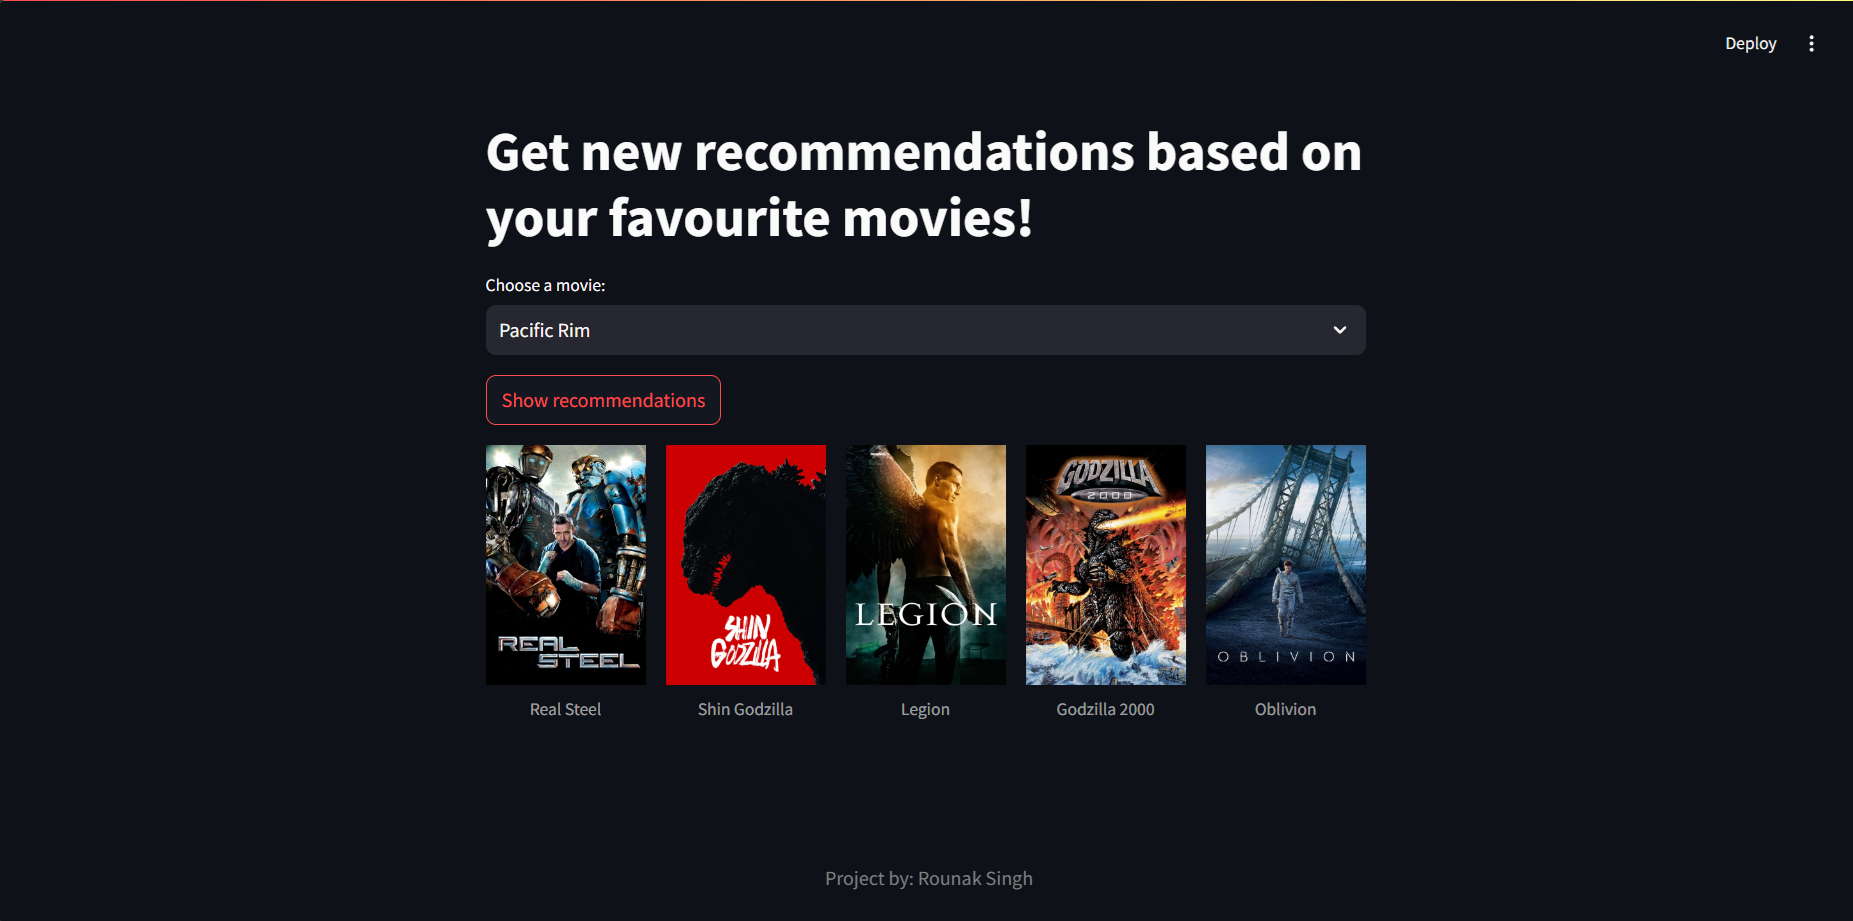 Deploy
Get new recommendations based on
your favourite movies!
Choose a movie:
Pacific Rim
Show recommendations
REAL
STEEL
SHIN
GODZILLA
LEGION
GODZILLA
2000
OBLIVION
Real Steel
Shin Godzilla
Legion
Godzilla 2000
Oblivion
Project by: Rounak Singh